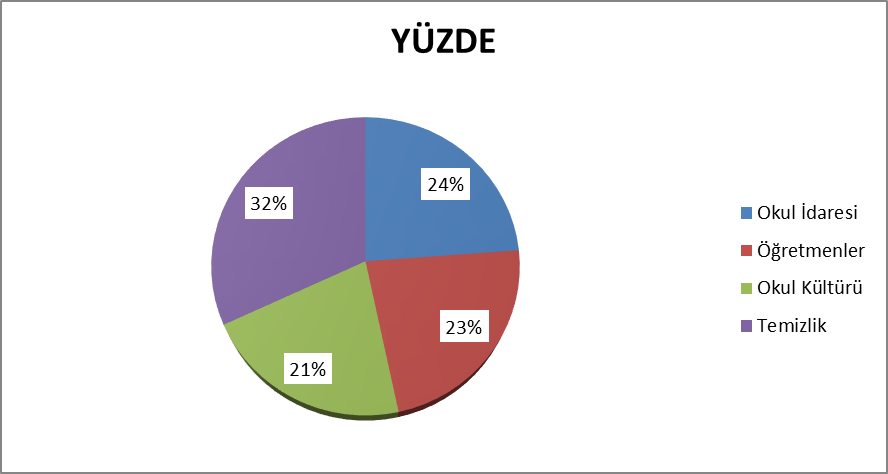 YÜZDE
24%
32%
23%
21%
Okul İdaresi
Öğretmenler
Okul Kültürü
Temizlik